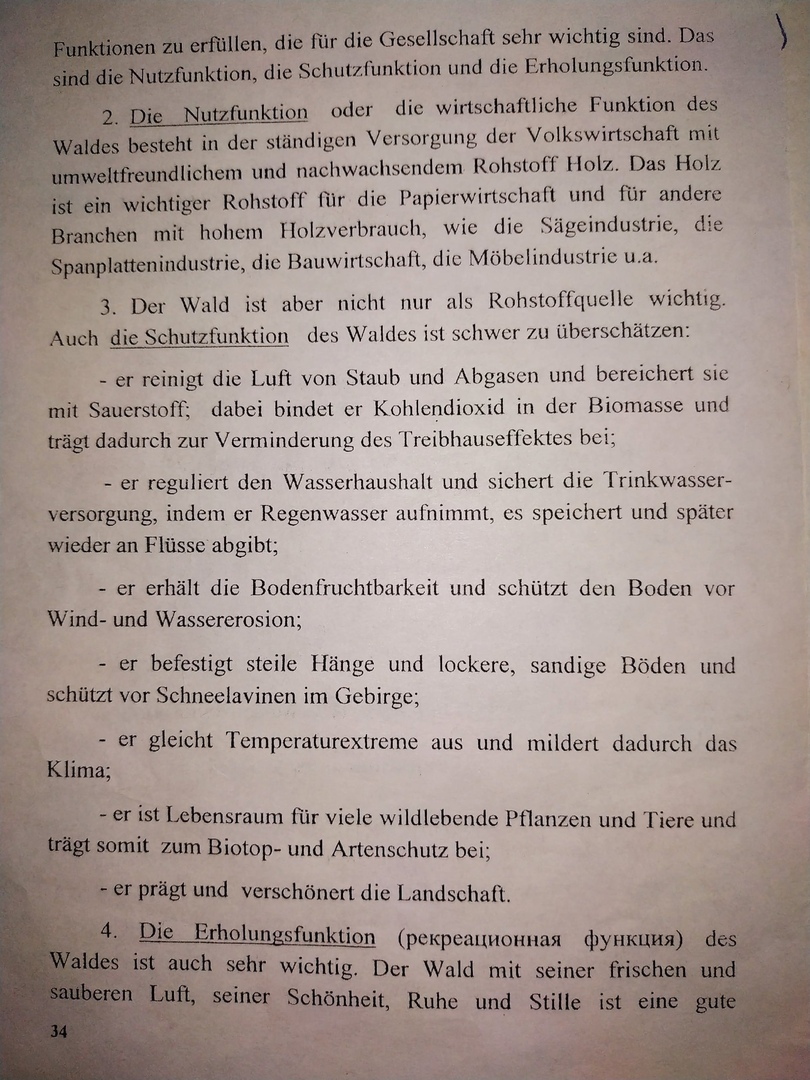 Funktionen zu erfüllen, die für die Gesellschaft sehr wichtig sind. Das
sind die Nutzfunktion, die Schutzfunktion und die Erholungsfunktion.
2. Die Nutzfunktion oder die wirtschaftliche Funktion des
Waldes besteht in der ständigen Versorgung der Volkswirtschaft mit
umweltfreundlichem und nachwachsendem Rohstoff Holz. Das Holz
ist ein wichtiger Rohstoff für die Papierwirtschaft und für andere
Branchen mit hohem Holzverbrauch, wie die Sägeindustrie, die
Spanplattenindustrie, die Bauwirtschaft, die Möbelindustrie u.a.
3. Der Wald ist aber nicht nur als Rohstoffquelle wichtig.
Auch die Schutzfunktion des Waldes ist schwer zu überschätzen:
- er reinigt die Luft von Staub und Abgasen und bereichert sie
mit Sauerstoff; dabei bindet er Kohlendioxid in der Biomasse und
trägt dadurch zur Verminderung des Treibhauseffektes bei;
- er reguliert den Wasserhaushalt und sichert die Trinkwasser-
versorgung, indem er Regenwasser aufnimmt, es speichert und später
wieder an Flüsse abgibt;
- er erhält die Bodenfruchtbarkeit und schützt den Boden vor
Wind- und Wassererosion;
- er befestigt steile Hänge und lockere, sandige Böden und
schützt vor Schneelavinen im Gebirge;
- er gleicht Temperaturextreme aus und mildert dadurch das
Klima;
- er ist Lebensraum für viele wildlebende Pflanzen und Tiere und
trägt somit zum Biotop- und Artenschutz bei;
- er prägt und verschönert die Landschaft.
4. Die Erholungsfunktion (рекреационная функция) des
Waldes ist auch sehr wichtig. Der Wald mit seiner frischen und
sauberen Luft, seiner Schönheit, Ruhe und Stille ist eine gute
34